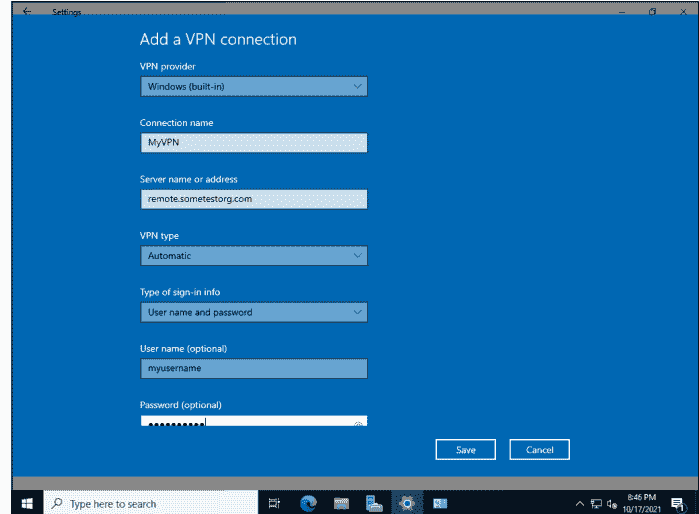 Settings
Add a VPN connection
VPN provider
Windows (built-in)
Connection name
MyVPN
Server name or address
remote.sometestorg.com
VPN type
Automatic
Type of sign-in info
User name and password
User name (optional)
myusername
Password (optional)
Save
Cancel
Type here to search
8:46 PM
10/17/2021